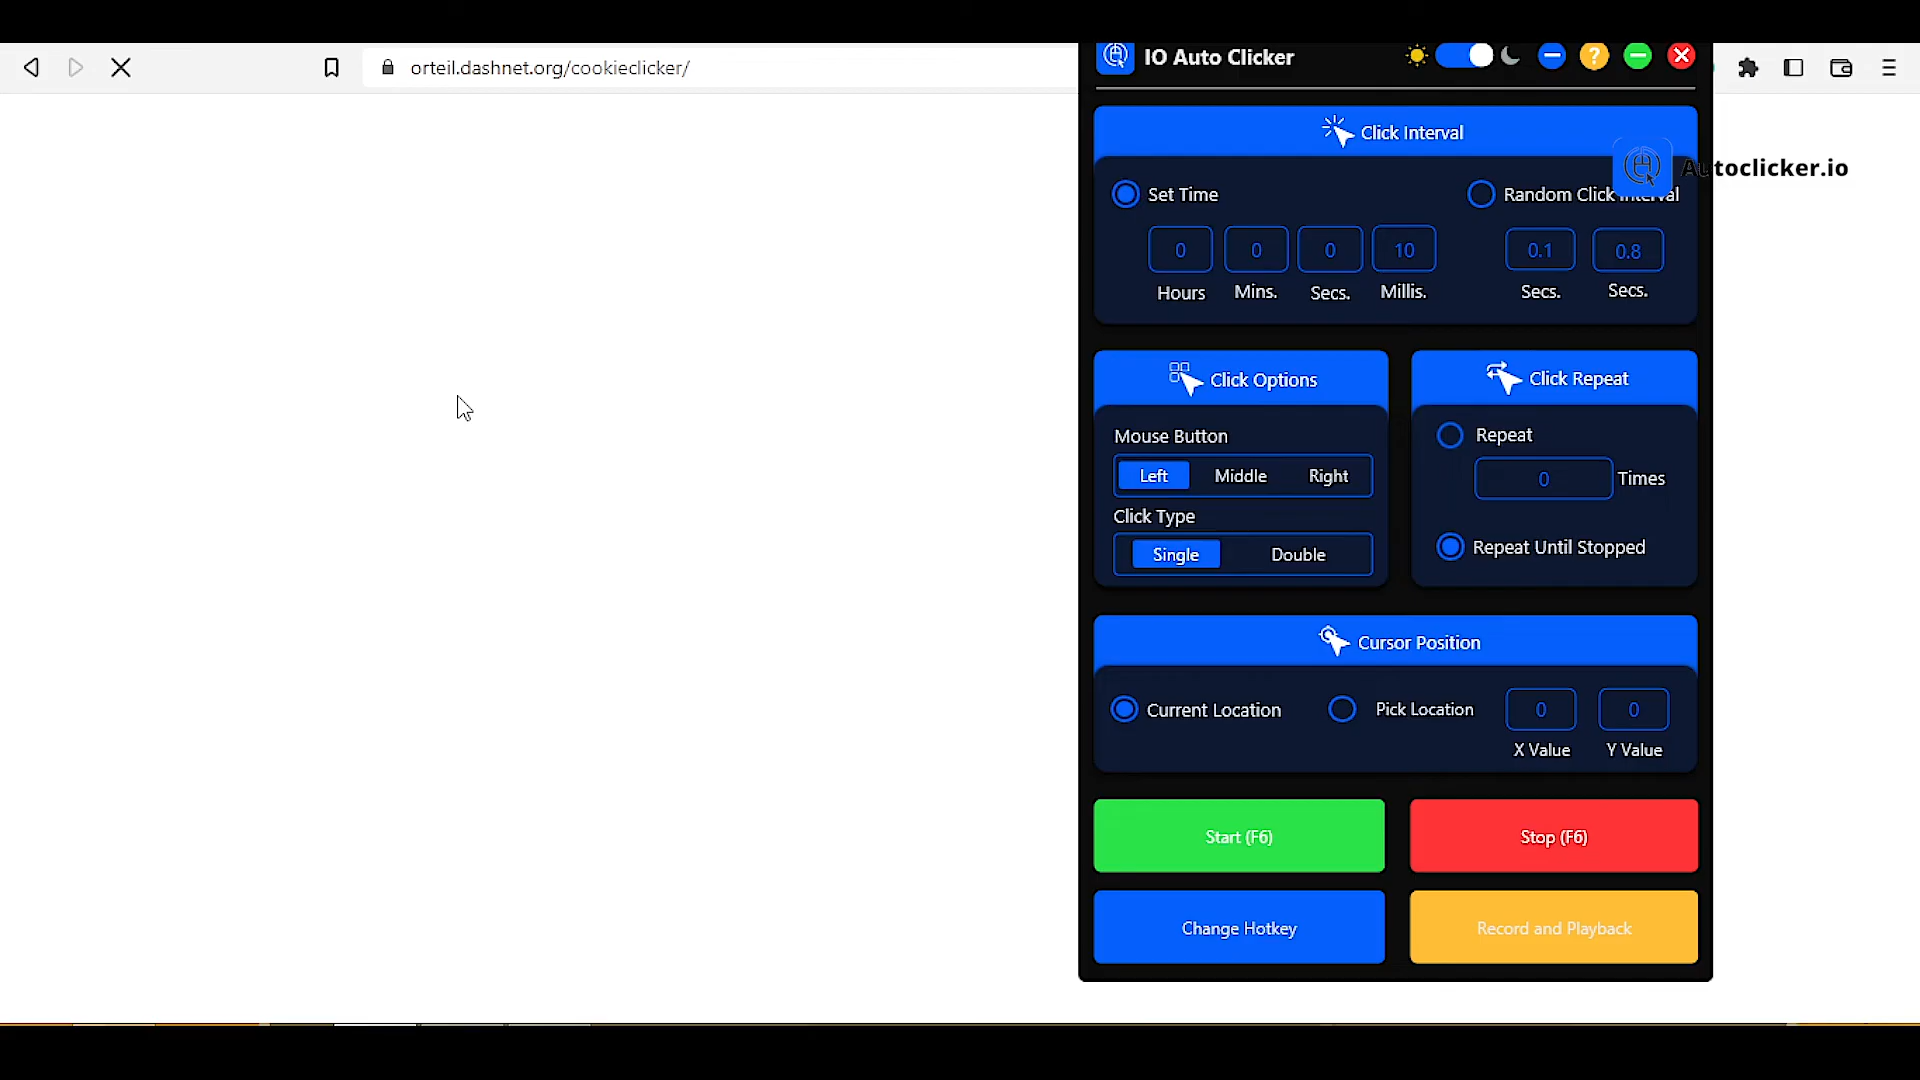 orteil.dashnet.org/cookieclicker/
IO Auto Clicker
?
Click Interval
Autoclicker.io
Set Time
Random Click Interval
0 0 0 10 0.1 0.8
Hours Mins. Secs. Millis. Secs. Secs.
Click Options
Click Repeat
Mouse Button
Repeat
Left Middle Right
0 Times
Click Type
Single Double
Repeat Until Stopped
Cursor Position
Current Location Pick Location 0 0
X Value Y Value
Start (F6)
Stop (F6)
Change Hotkey
Record and Playback